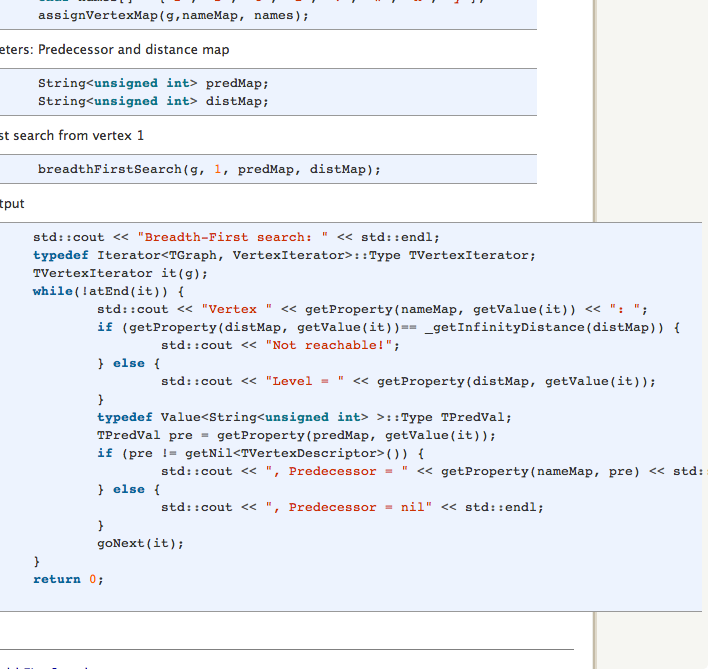 assignVertexMap(g,nameMap, names);
eters: Predecessor and distance map
String<unsigned int> predMap;
String<unsigned int> distMap;
st search from vertex 1
breadthFirstSearch(g, 1, predMap, distMap);
tput
std::cout << "Breadth-First search: " << std::endl;
typedef Iterator<TGraph, VertexIterator>::Type TVertexIterator;
TVertexIterator it(g);
while(!atEnd(it)) {
std::cout << "Vertex " << getProperty(nameMap, getValue(it)) << ": ";
if (getProperty(distMap, getValue(it))== _getInfinityDistance(distMap)) {
std::cout << "Not reachable!";
} else {
std::cout << "Level = " << getProperty(distMap, getValue(it));
}
typedef Value<String<unsigned int> >::Type TPredVal;
TPredVal pre = getProperty(predMap, getValue(it));
if (pre != getNil<TVertexDescriptor>()) {
std::cout << ", Predecessor = " << getProperty(nameMap, pre) << std:
} else {
std::cout << ", Predecessor = nil" << std::endl;
}
goNext(it);
}
return 0;